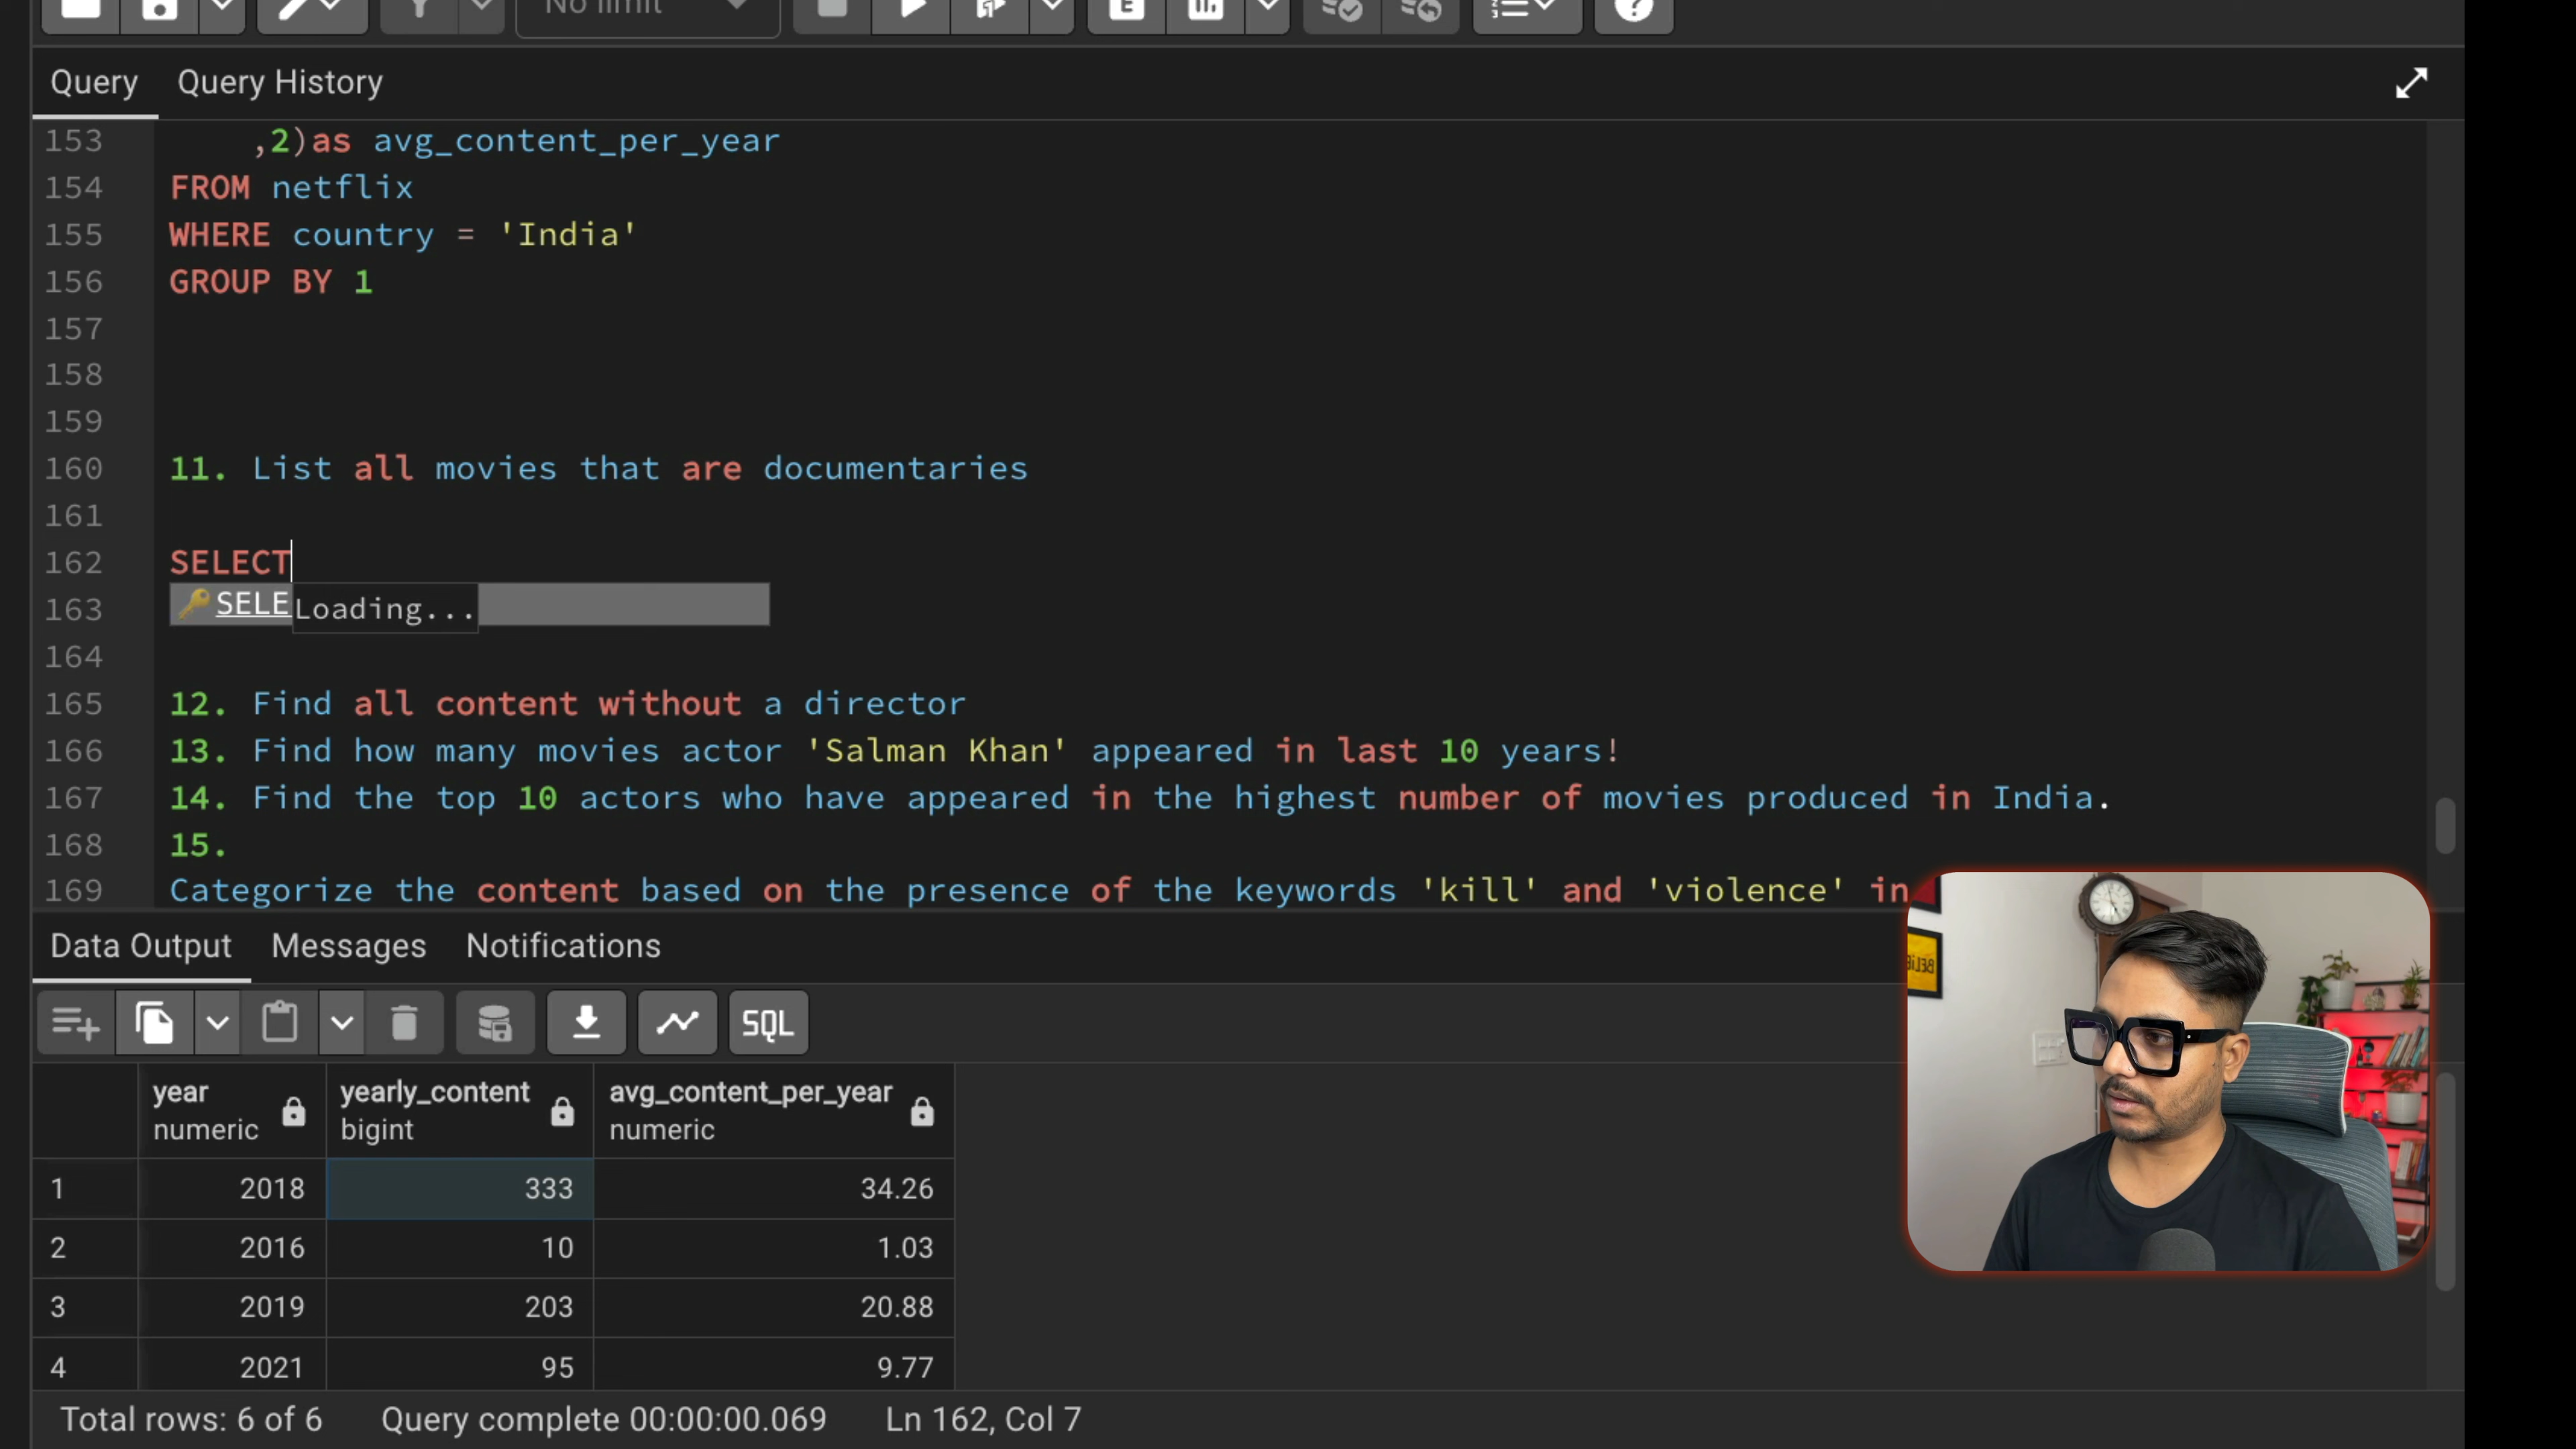 No limit
Query Query History
153 ,2)as avg_content_per_year
154 FROM netflix
155 WHERE country = 'India'
156 GROUP BY 1
157
158
159
160 11. List all movies that are documentaries
161
162 SELECT
163 SELE Loading...
164
165 12. Find all content without a director
166 13. Find how many movies actor 'Salman Khan' appeared in last 10 years!
167 14. Find the top 10 actors who have appeared in the highest number of movies produced in India.
168 15.
169 Categorize the content based on the presence of the keywords 'kill' and 'violence' in
Data Output Messages Notifications
SQL
year yearly_content avg_content_per_year
numeric bigint numeric
1 2018 333 34.26
2 2016 10 1.03
3 2019 203 20.88
4 2021 95 9.77
Total rows: 6 of 6 Query complete 00:00:00.069 Ln 162, Col 7